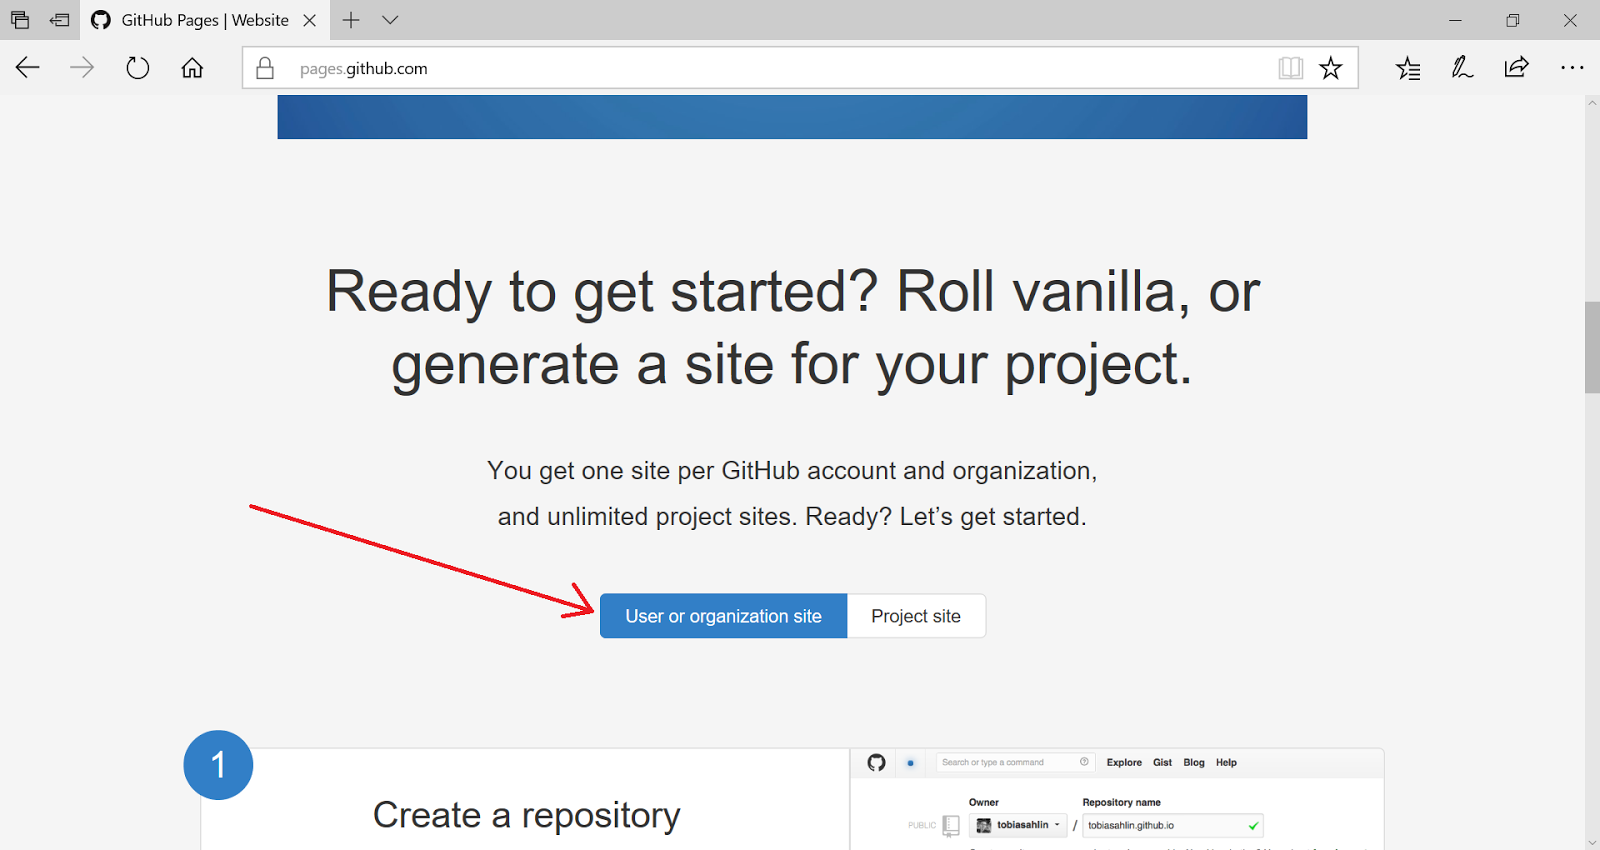 GitHub Pages | Website
pages.github.com
Ready to get started? Roll vanilla, or
generate a site for your project.
You get one site per GitHub account and organization,
and unlimited project sites. Ready? Let’s get started.
User or organization site
Project site
1
Create a repository
Search or type a command
Explore Gist Blog Help
Owner
Repository name
PUBLIC
tobiasahlin
/
tobiasahlin.github.io